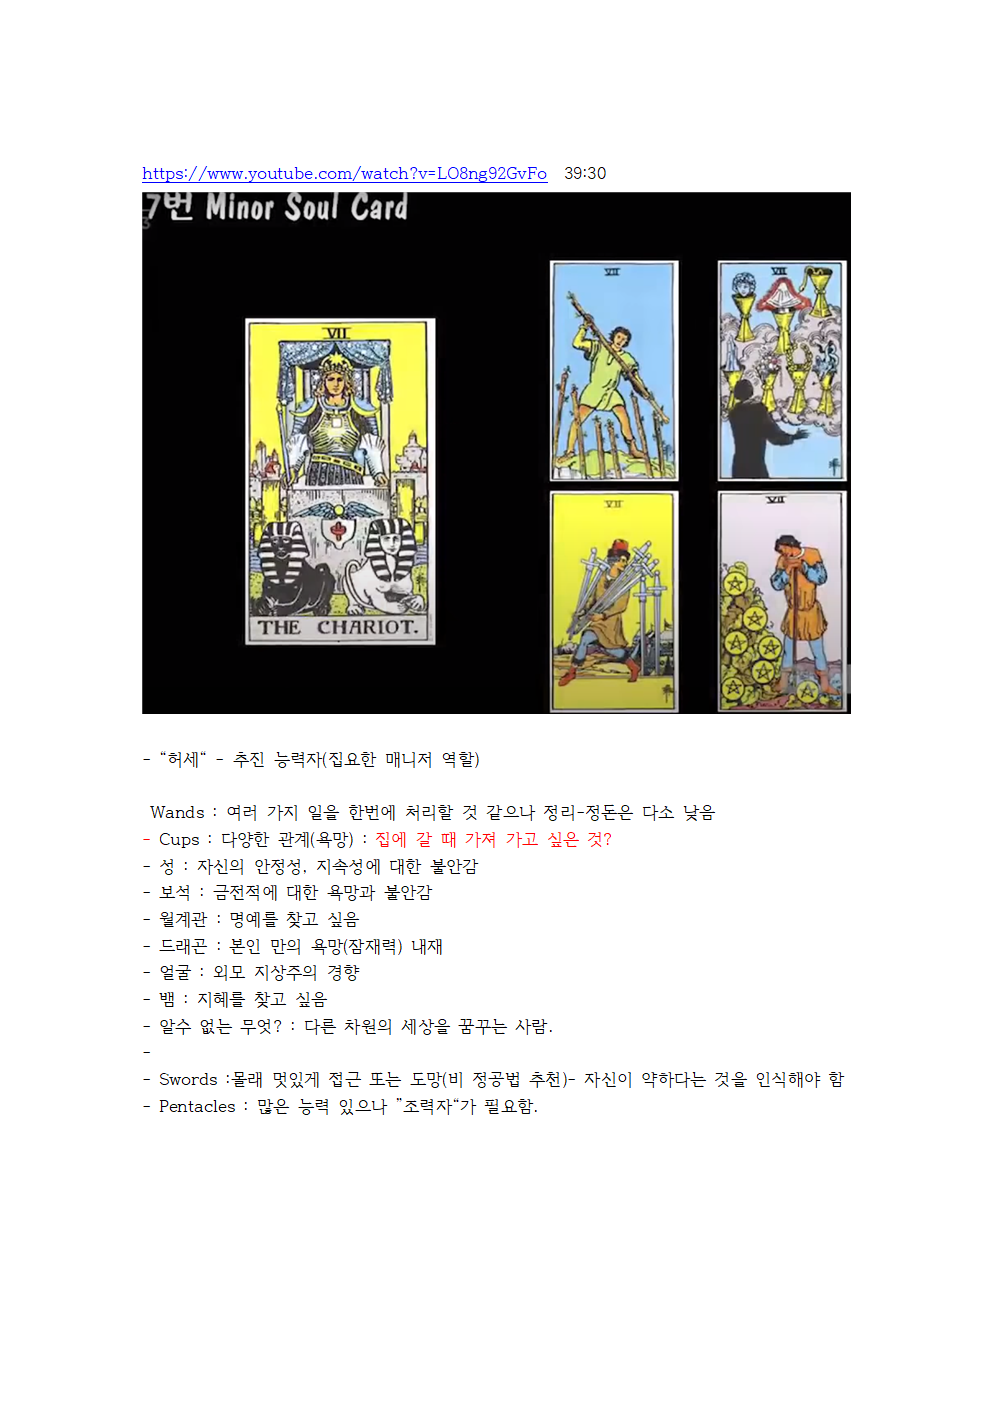 https://www.youtube.com/watch?v=LO8ng92GvFo 39:30
7번 Minor Soul Card
VII
THE CHARIOT.
VII
VII
VII
VII
- “허세“ - 추진 능력자(집요한 매니저 역할)
Wands : 여러 가지 일을 한번에 처리할 것 같으나 정리-정돈은 다소 낮음
- Cups : 다양한 관계(욕망) : 집에 갈 때 가져 가고 싶은 것?
- 성 : 자신의 안정성, 지속성에 대한 불안감
- 보석 : 금전적에 대한 욕망과 불안감
- 월계관 : 명예를 찾고 싶음
- 드래곤 : 본인 만의 욕망(잠재력) 내재
- 얼굴 : 외모 지상주의 경향
- 뱀 : 지혜를 찾고 싶음
- 알수 없는 무엇? : 다른 차원의 세상을 꿈꾸는 사람.
-
- Swords :몰래 멋있게 접근 또는 도망(비 정공법 추천)- 자신이 약하다는 것을 인식해야 함
- Pentacles : 많은 능력 있으나 ”조력자“가 필요함.